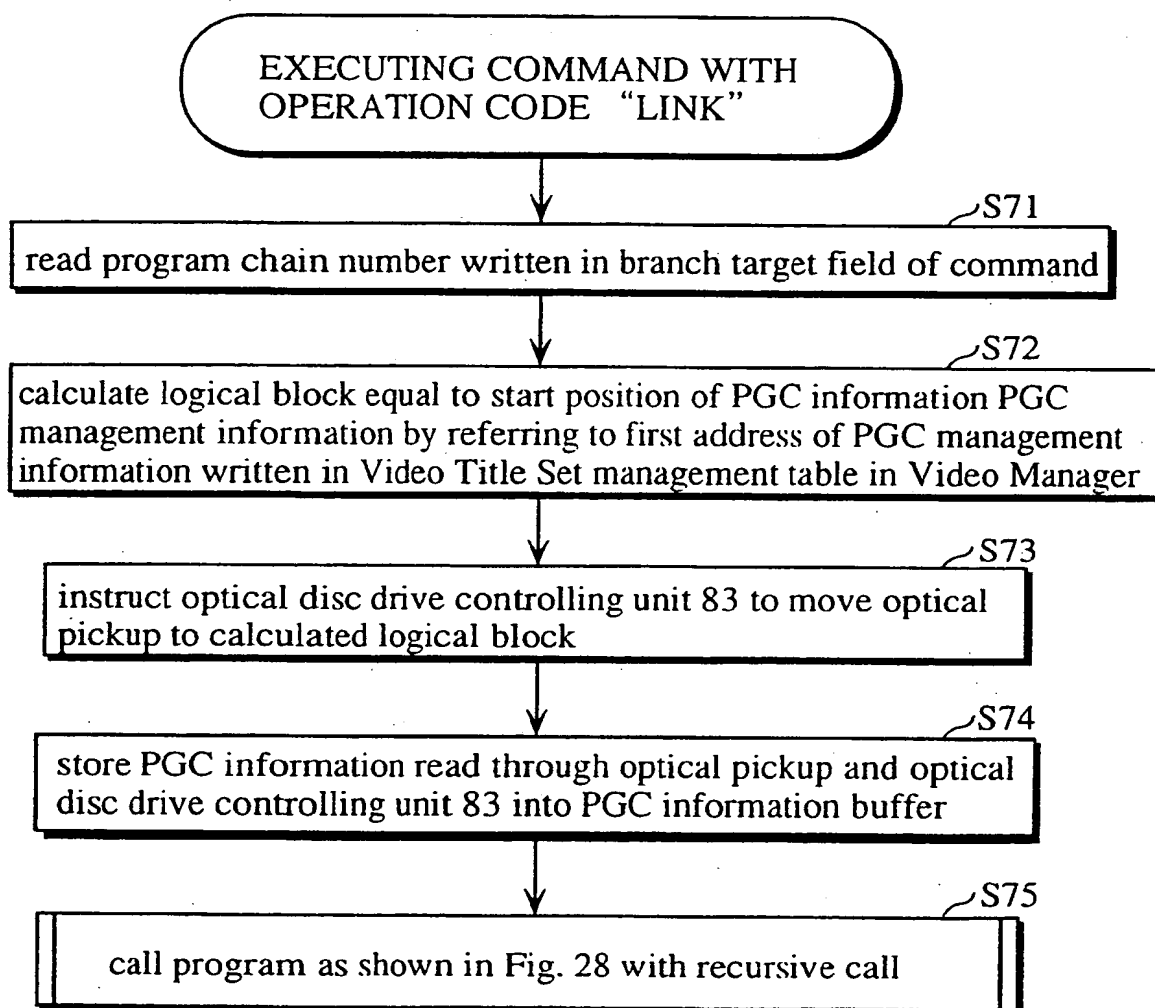 EXECUTING COMMAND WITH
OPERATION CODE “LINK”
S71
read program chain number written in branch target field of command
S72
calculate logical block equal to start position of PGC information PGC
management information by referring to first address of PGC management
information written in Video Title Set management table in Video Manager
S73
instruct optical disc drive controlling unit 83 to move optical
pickup to calculated logical block
S74
store PGC information read through optical pickup and optical
disc drive controlling unit 83 into PGC information buffer
S75
call program as shown in Fig. 28 with recursive call